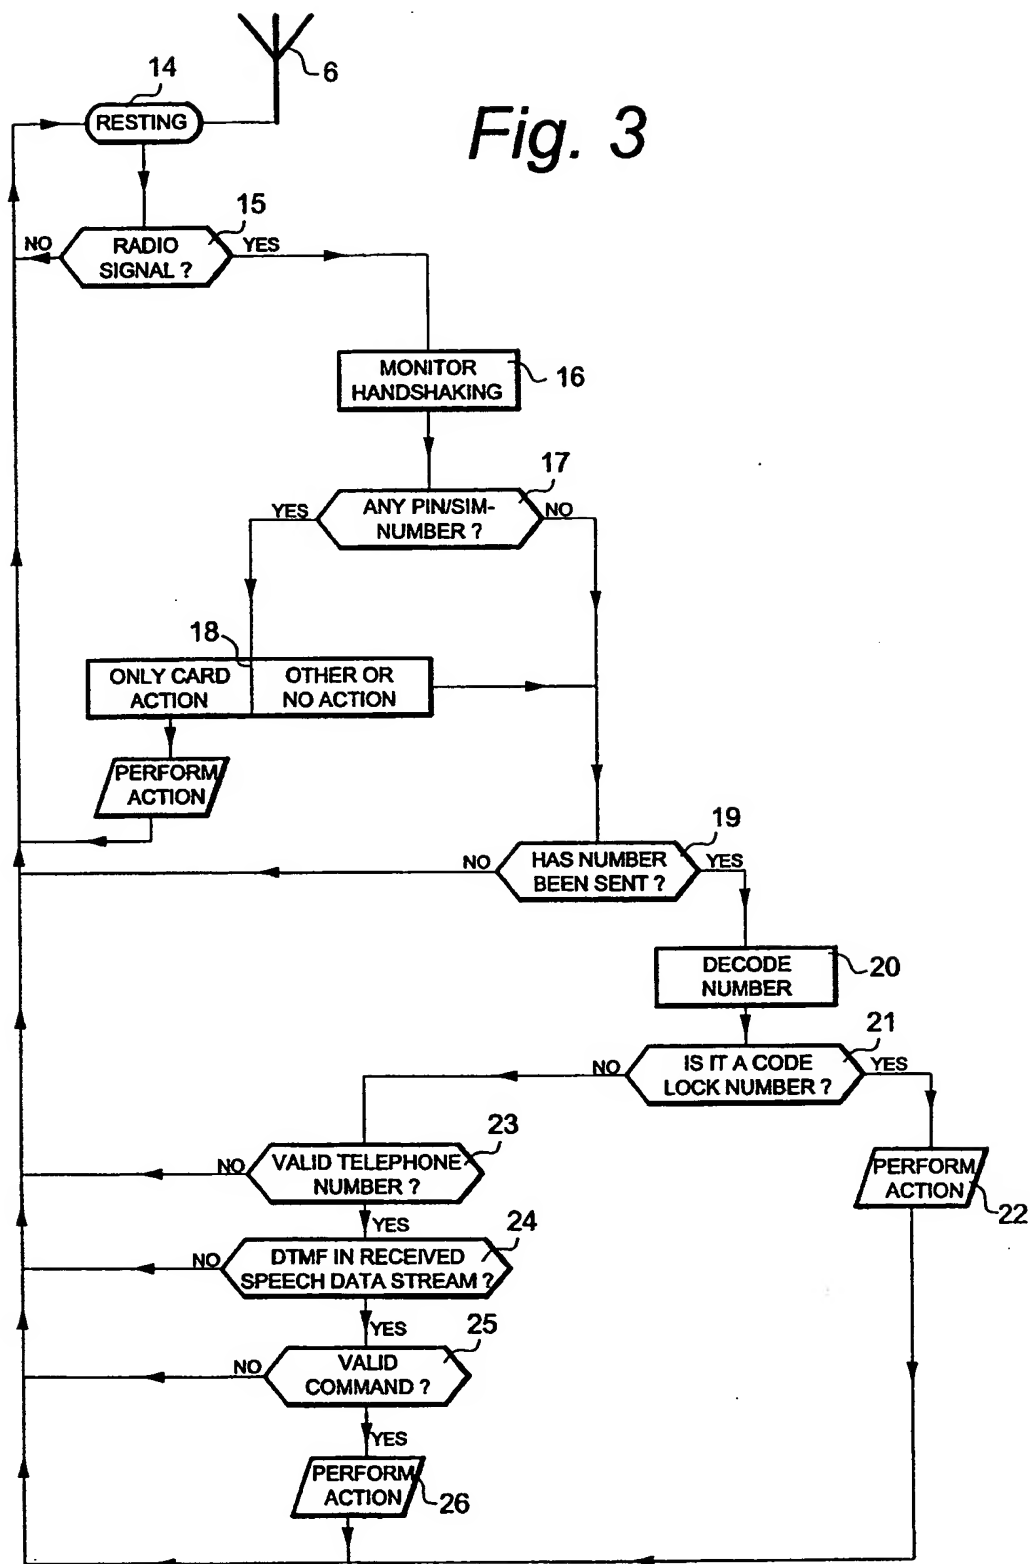 6
14
RESTING
Fig. 3
15
NO
RADIO
SIGNAL ?
YES
MONITOR
HANDSHAKING
16
17
YES
ANY PIN/SIM-
NUMBER ?
NO
18
ONLY CARD
ACTION
OTHER OR
NO ACTION
PERFORM
ACTION
19
NO
HAS NUMBER
BEEN SENT ?
YES
DECODE
NUMBER
20
21
NO
IS IT A CODE
LOCK NUMBER ?
YES
23
NO
VALID TELEPHONE
NUMBER ?
PERFORM
ACTION
22
YES
24
NO
DTMF IN RECEIVED
SPEECH DATA STREAM ?
YES
25
NO
VALID
COMMAND ?
YES
PERFORM
ACTION
26